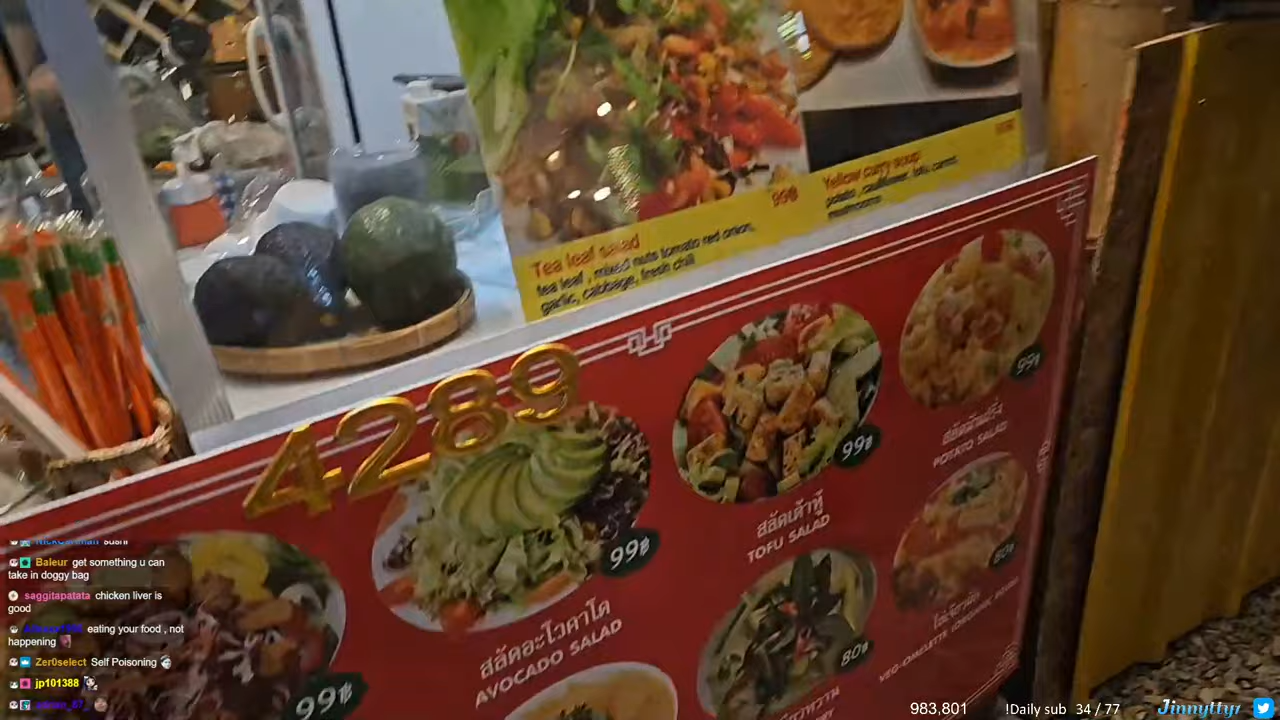 Tea leaf salad
tea leaf , mixed nuts tomato red onion,
garlic, cabbage, fresh chili
99฿
Yellow curry soup
4289
99฿
สลัดอะโวคาโด
AVOCADO SALAD
99฿
สลัดเต้าหู้
TOFU SALAD
99฿
POTATO SALAD
80฿
80฿
99฿
sushi
Baleur get something u can
take in doggy bag
saggitapatata chicken liver is
good
eating your food , not
happening
Zer0select Self Poisoning
jp101388
983,801
!Daily sub 34 / 77
Jinnytty